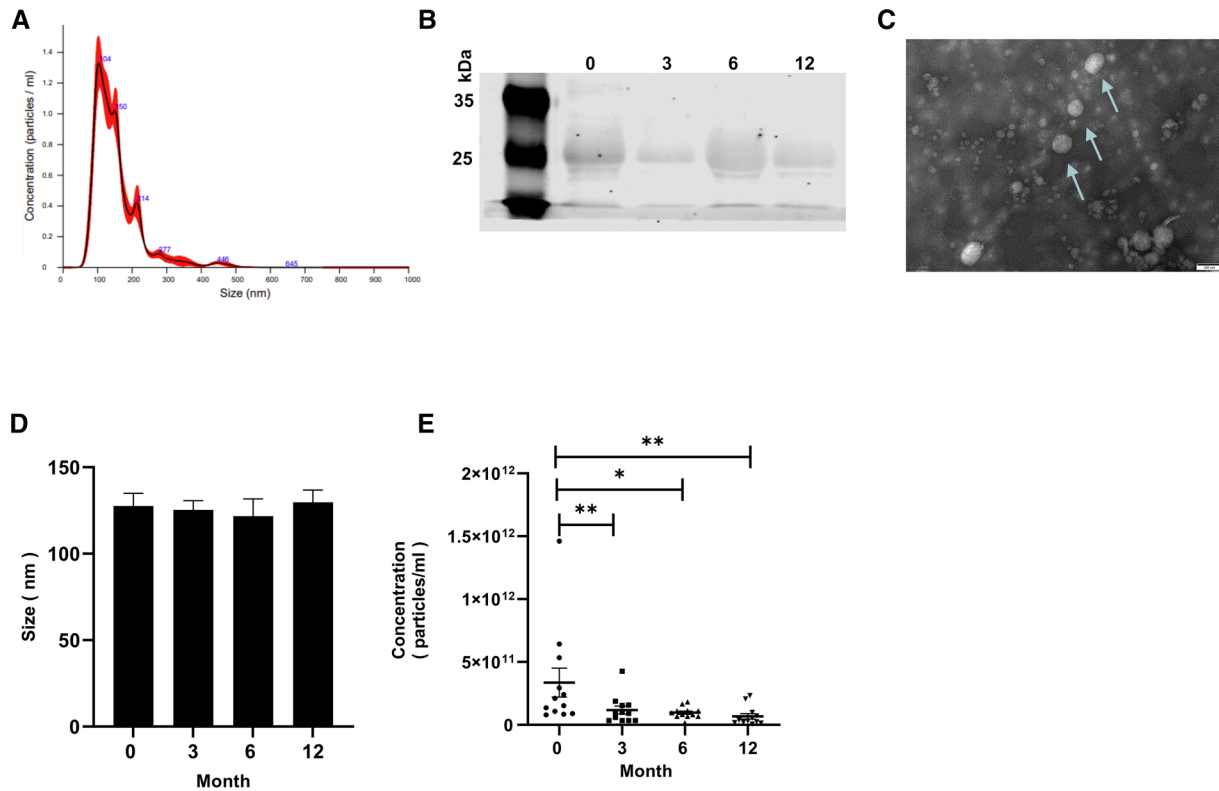 A
Concentration (particles / ml)
1.4
1.2
1.0
0.8
0.6
0.4
0.2
0
104
150
214
277
446
645
0 100 200 300 400 500 600 700 800 900 1000
Size (nm)
B
kDa
0 3 6 12
35
25
C
D
Size ( nm )
150
100
50
0
0 3 6 12
Month
E
Concentration
( particles/ml )
2×10¹²
1.5×10¹²
1×10¹²
5×10¹¹
0
**
*
**
0 3 6 12
Month